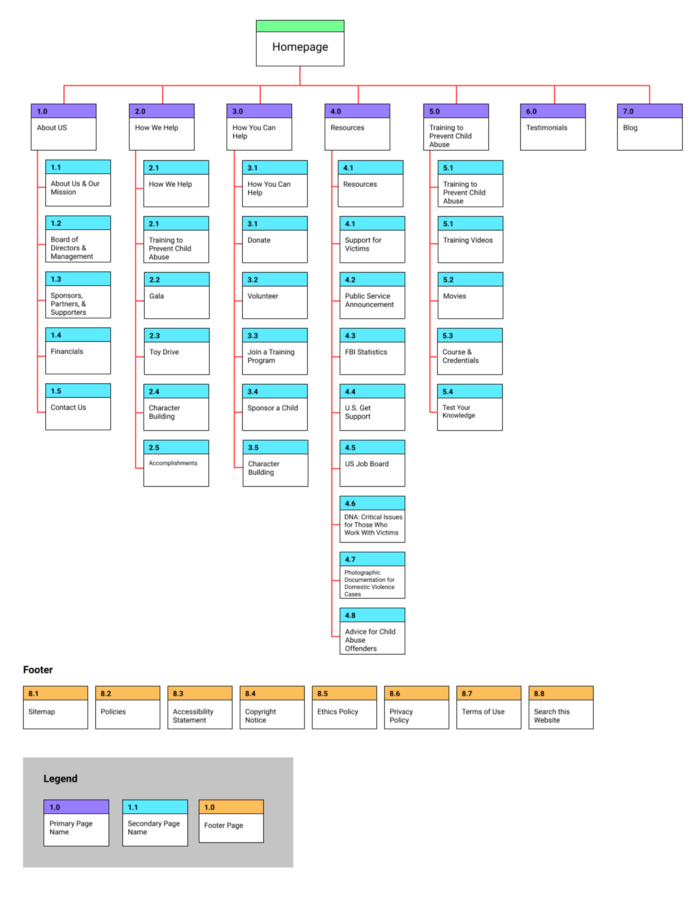 Homepage
1.0
About US
2.0
How We Help
3.0
How You Can
Help
4.0
Resources
5.0
Training to
Prevent Child
Abuse
6.0
Testimonials
7.0
Blog
1.1
About Us & Our
Mission
1.2
Board of
Directors &
Management
1.3
Sponsors,
Partners, &
Supporters
1.4
Financials
1.5
Contact Us
2.1
How We Help
2.1
Training to
Prevent Child
Abuse
2.2
Gala
2.3
Toy Drive
2.4
Character
Building
2.5
Accomplishments
3.1
How You Can
Help
3.1
Donate
3.2
Volunteer
3.3
Join a Training
Program
3.4
Sponsor a Child
3.5
Character
Building
4.1
Resources
4.1
Support for
Victims
4.2
Public Service
Announcement
4.3
FBI Statistics
4.4
U.S. Get
Support
4.5
US Job Board
4.6
DNA: Critical Issues
for Those Who
Work With Victims
4.7
Photographic
Documentation for
Domestic Violence
Cases
4.8
Advice for Child
Abuse
Offenders
5.1
Training to
Prevent Child
Abuse
5.1
Training Videos
5.2
Movies
5.3
Course &
Credentials
5.4
Test Your
Knowledge
Footer
8.1
Sitemap
8.2
Policies
8.3
Accessibility
Statement
8.4
Copyright
Notice
8.5
Ethics Policy
8.6
Privacy
Policy
8.7
Terms of Use
8.8
Search this
Website
Legend
1.0
Primary Page
Name
1.1
Secondary Page
Name
1.0
Footer Page